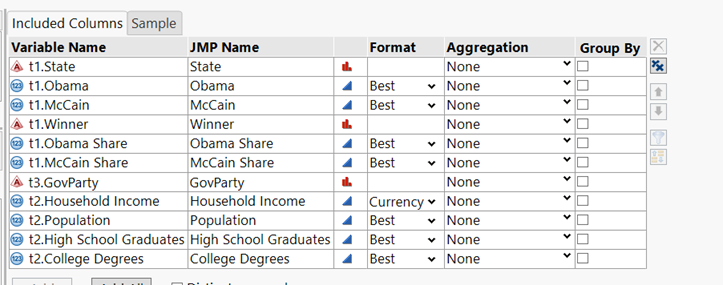 Included Columns Sample
Variable Name JMP Name Format Aggregation Group By
t1.State State None
t1.Obama Obama Best None
t1.McCain McCain Best None
t1.Winner Winner None
t1.Obama Share Obama Share Best None
t1.McCain Share McCain Share Best None
t3.GovParty GovParty None
t2.Household Income Household Income Currency None
t2.Population Population Best None
t2.High School Graduates High School Graduates Best None
t2.College Degrees College Degrees Best None